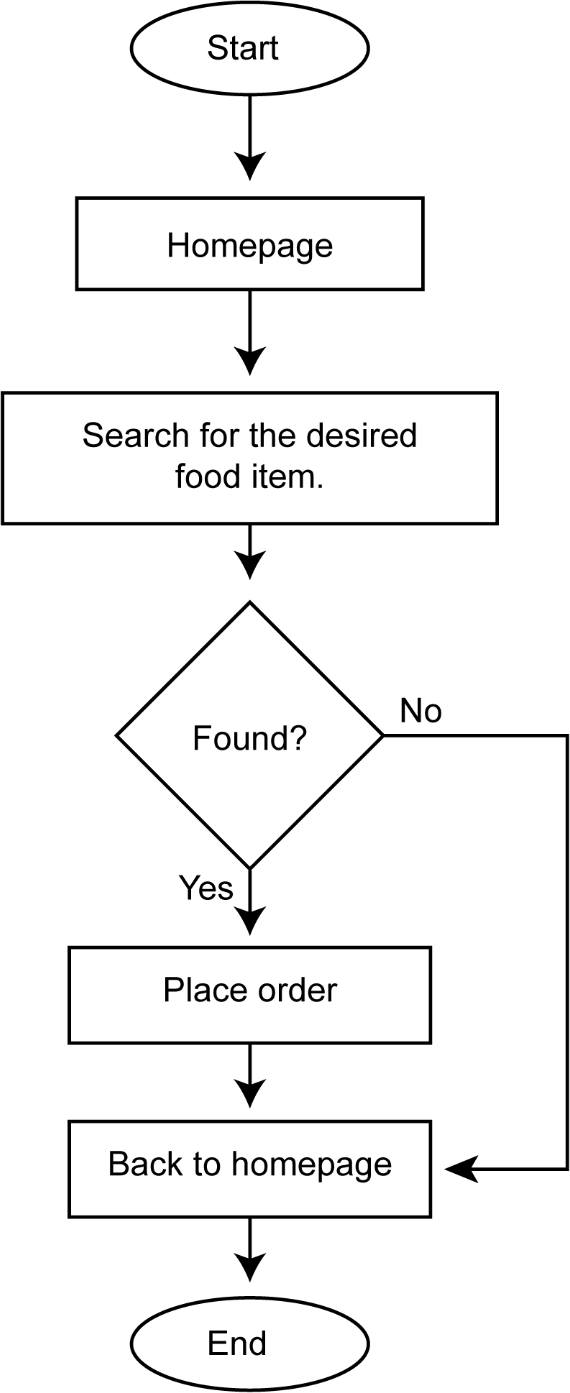 Start
Homepage
Search for the desired
food item.
Found?
No
Yes
Place order
Back to homepage
End